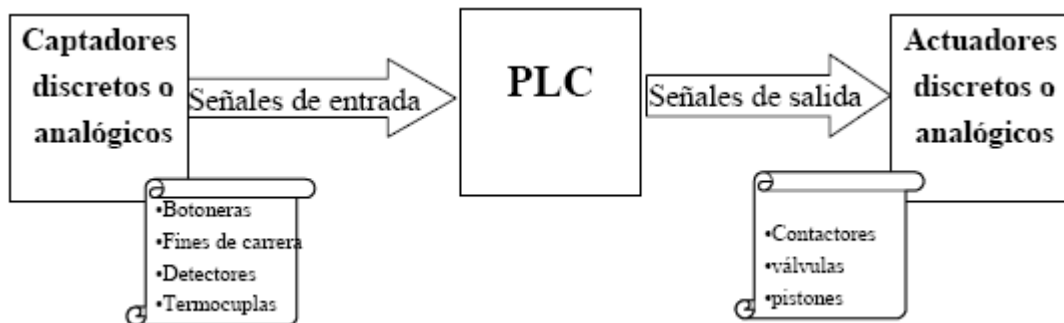 Captadores
discretos o
analógicos
Señales de entrada
•Botoneras
•Fines de carrera
•Detectores
•Termocuplas
PLC
Señales de salida
Actuadores
discretos o
analógicos
•Contactores
•válvulas
•pistones